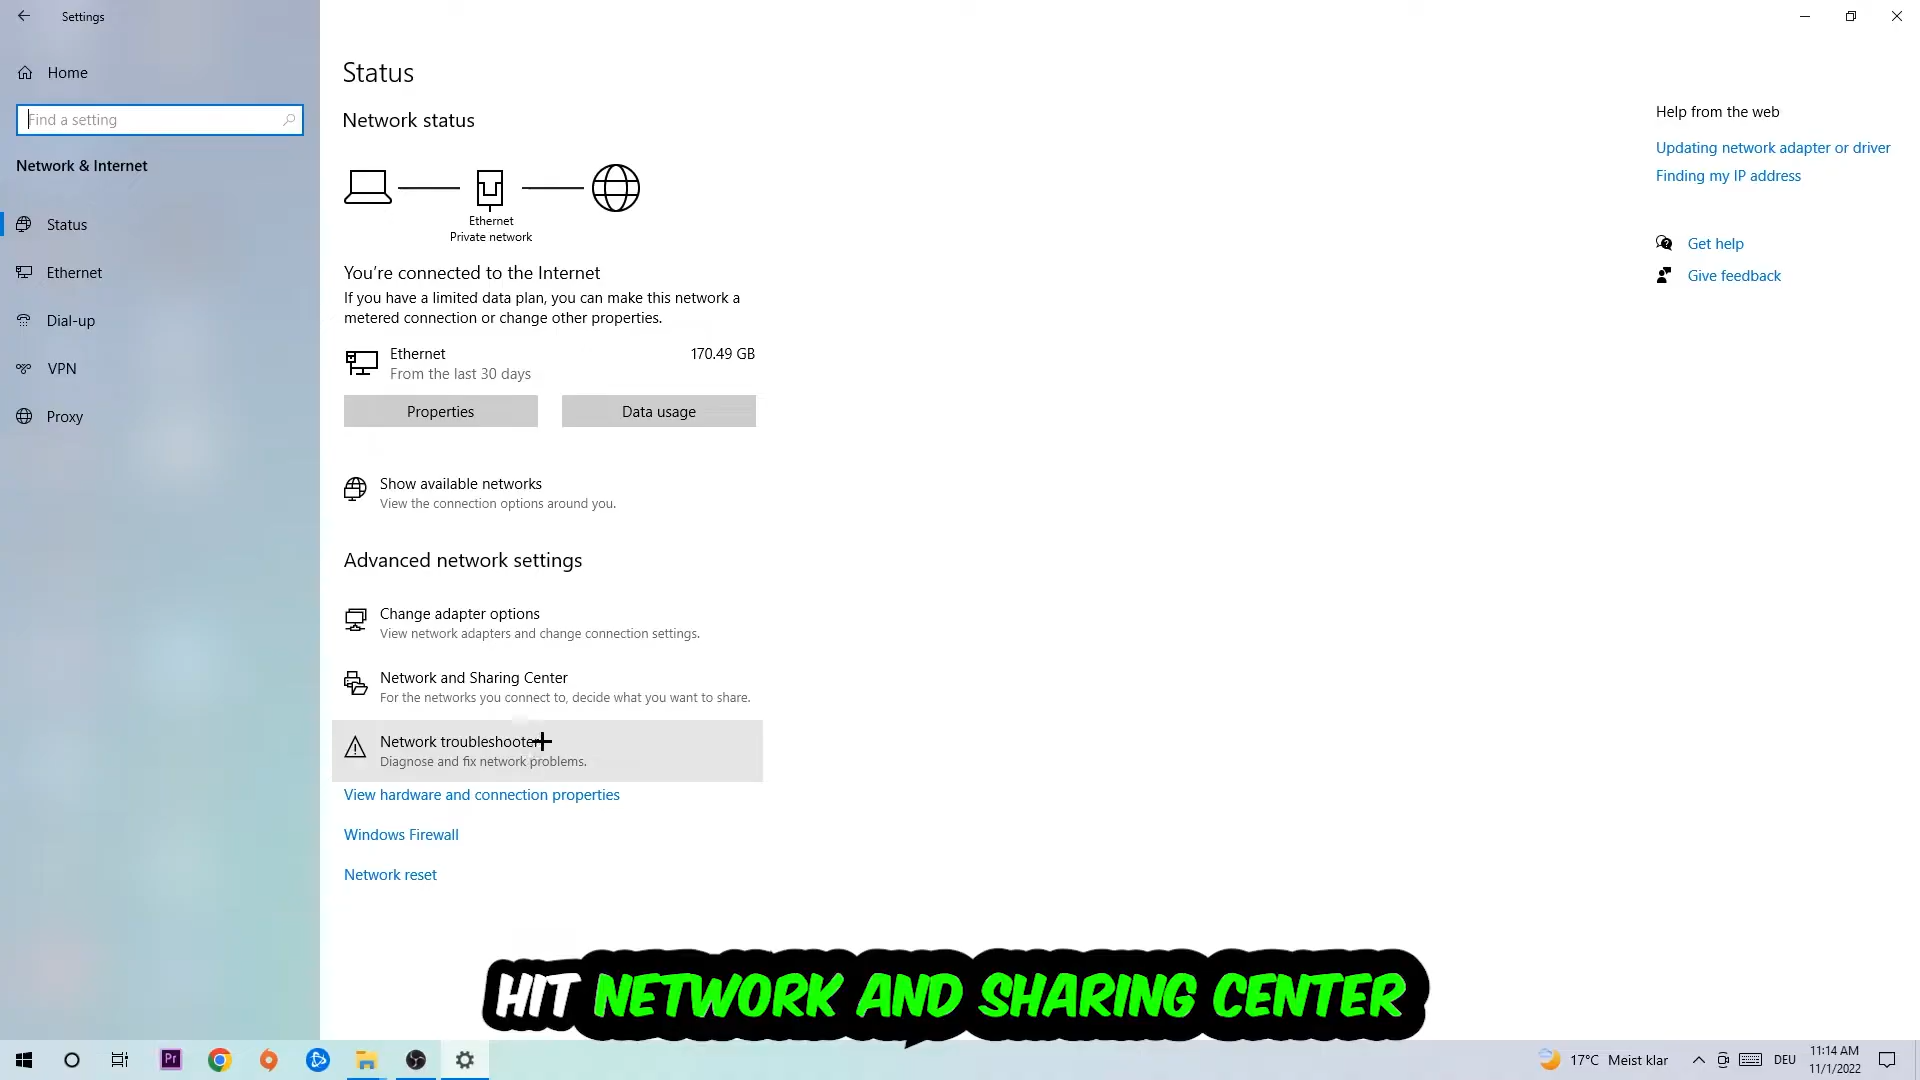 Settings
Home
Find a setting
Network & Internet
Status
Ethernet
Dial-up
VPN
Proxy
Status
Network status
Ethernet
Private network
You're connected to the Internet
If you have a limited data plan, you can make this network a
metered connection or change other properties.
Ethernet 170.49 GB
From the last 30 days
Properties Data usage
Show available networks
View the connection options around you.
Advanced network settings
Change adapter options
View network adapters and change connection settings.
Network and Sharing Center
For the networks you connect to, decide what you want to share.
Network troubleshooter
Diagnose and fix network problems.
View hardware and connection properties
Windows Firewall
Network reset
Help from the web
Updating network adapter or driver
Finding my IP address
Get help
Give feedback
HIT NETWORK AND SHARING CENTER
Pr
17°C Meist klar
DEU
11:14 AM
11/1/2022